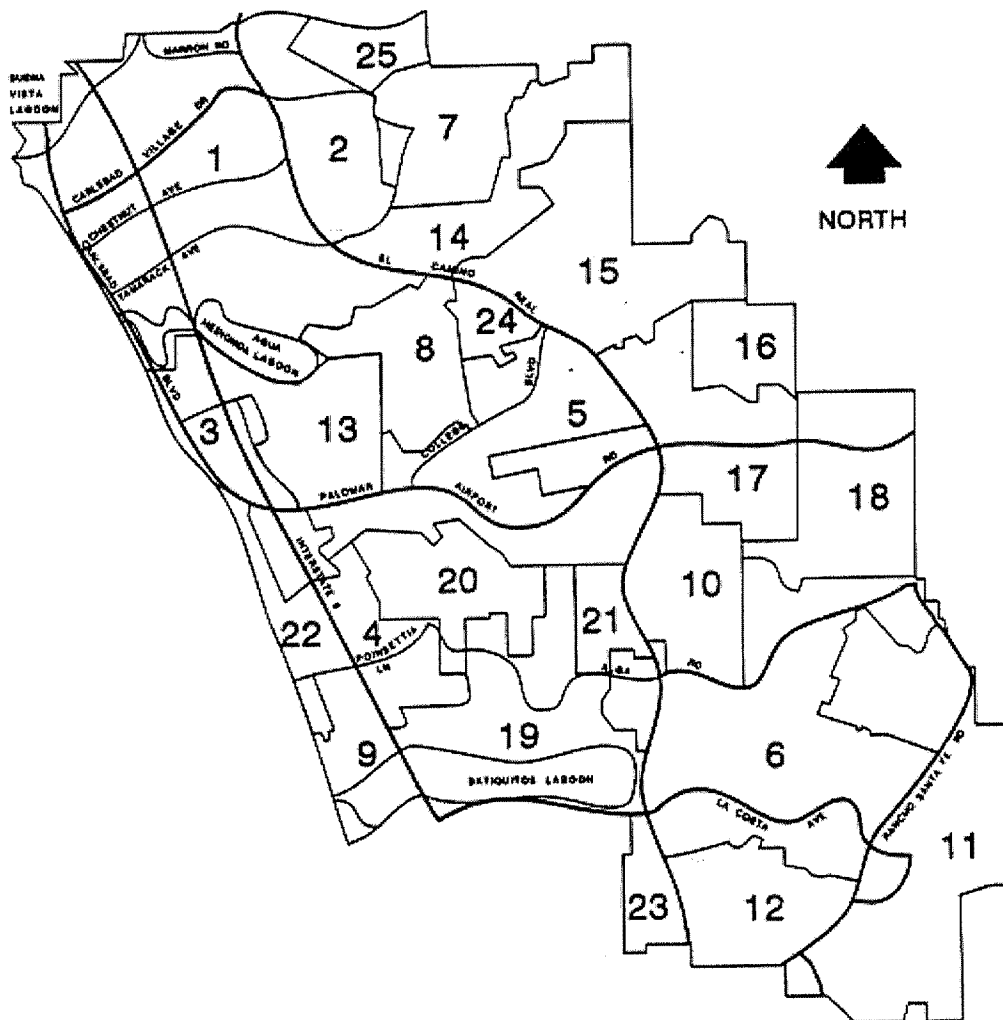 MARRON RD
25
BUENA
VISTA
LAGOON
CARLSBAD VILLAGE DR
1
2
7
NORTH
CHESTNUT AVE
CARLSBAD
TAMARACK AVE
14
EL CAMINO REAL
15
24
AGUA
HEDIONDA LAGOON
8
16
BLVD
BLVD
3
13
COLLEGE
5
PALOMAR AIRPORT RD
17
18
INTERSTATE 5
20
10
22
4
21
POINSETTIA
LN
RD
19
9
6
BATIQUITOS LAGOON
LA COSTA AVE
RANCHO SANTA FE RD
11
23
12